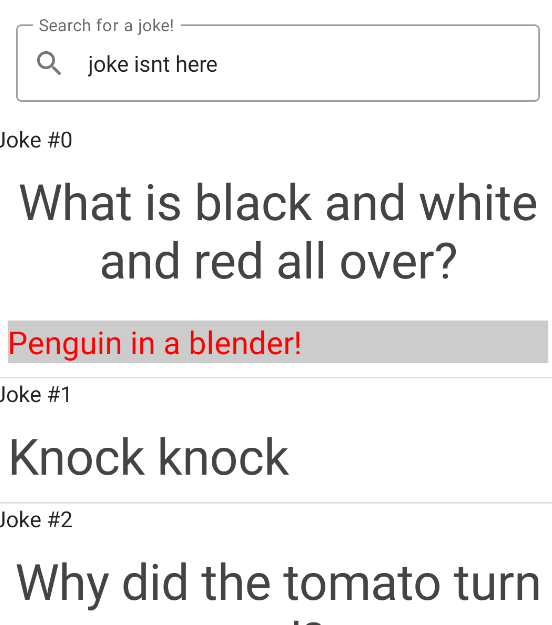 Search for a joke!
joke isnt here
Joke #0
What is black and white
and red all over?
Penguin in a blender!
Joke #1
Knock knock
Joke #2
Why did the tomato turn